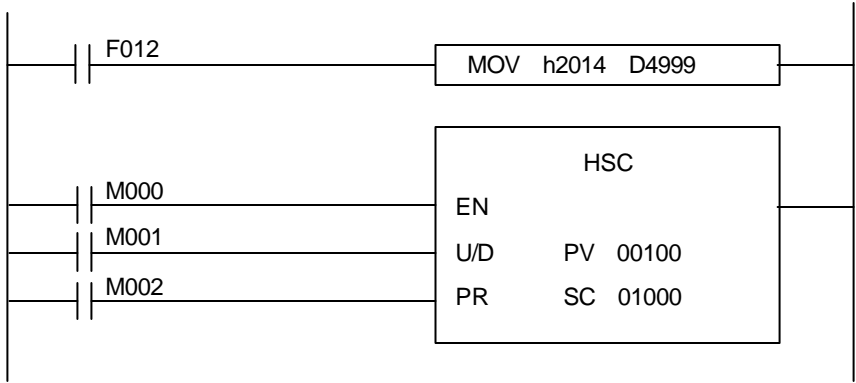 F012
MOV h2014 D4999
HSC
M000
EN
M001
U/D PV 00100
M002
PR SC 01000